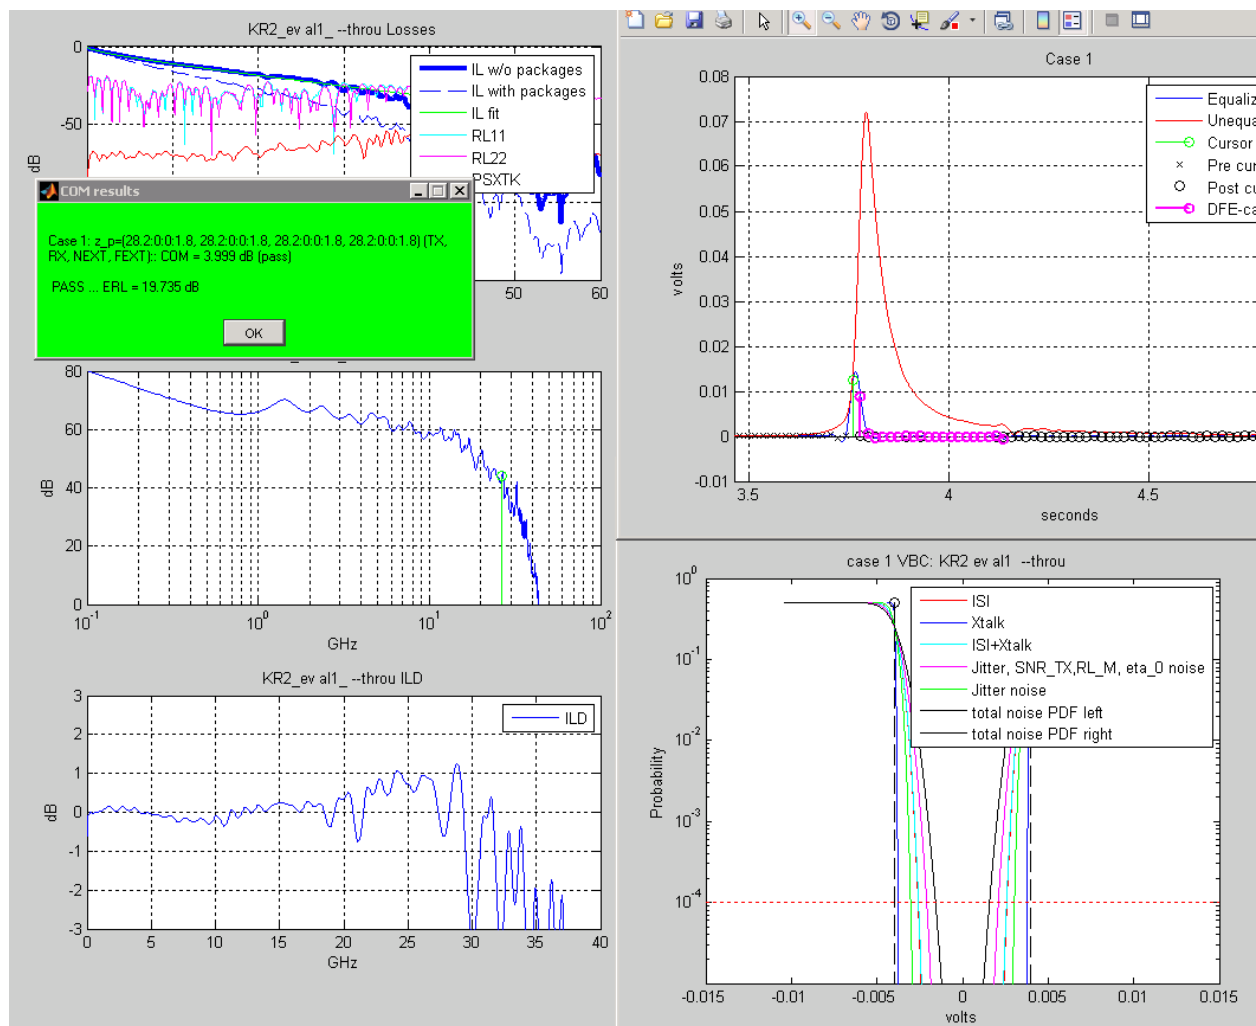 KR2_ev al1_ --throu Losses
0
-50
dB
IL w/o packages
IL with packages
IL fit
RL11
RL22
PSXTK
50
60
COM results
Case 1: z_p=(28.2:0:0:1.8, 28.2:0:0:1.8, 28.2:0:0:1.8, 28.2:0:0:1.8) (TX,
RX, NEXT, FEXT):: COM = 3.999 dB (pass)
PASS ... ERL = 19.735 dB
OK
80
60
40
20
0
dB
10^-1
10^0
10^1
10^2
GHz
KR2_ev al1_ --throu ILD
3
2
1
0
-1
-2
-3
dB
ILD
0
5
10
15
20
25
30
35
40
GHz
Case 1
0.08
0.07
0.06
0.05
0.04
0.03
0.02
0.01
0
-0.01
volts
Equaliz
Unequa
Cursor
Pre cur
Post cu
DFE-ca
3.5
4
4.5
seconds
case 1 VBC: KR2 ev al1 --throu
10^0
10^-1
10^-2
10^-3
10^-4
Probability
ISI
Xtalk
ISI+Xtalk
Jitter, SNR_TX,RL_M, eta_0 noise
Jitter noise
total noise PDF left
total noise PDF right
-0.015
-0.01
-0.005
0
0.005
0.01
0.015
volts